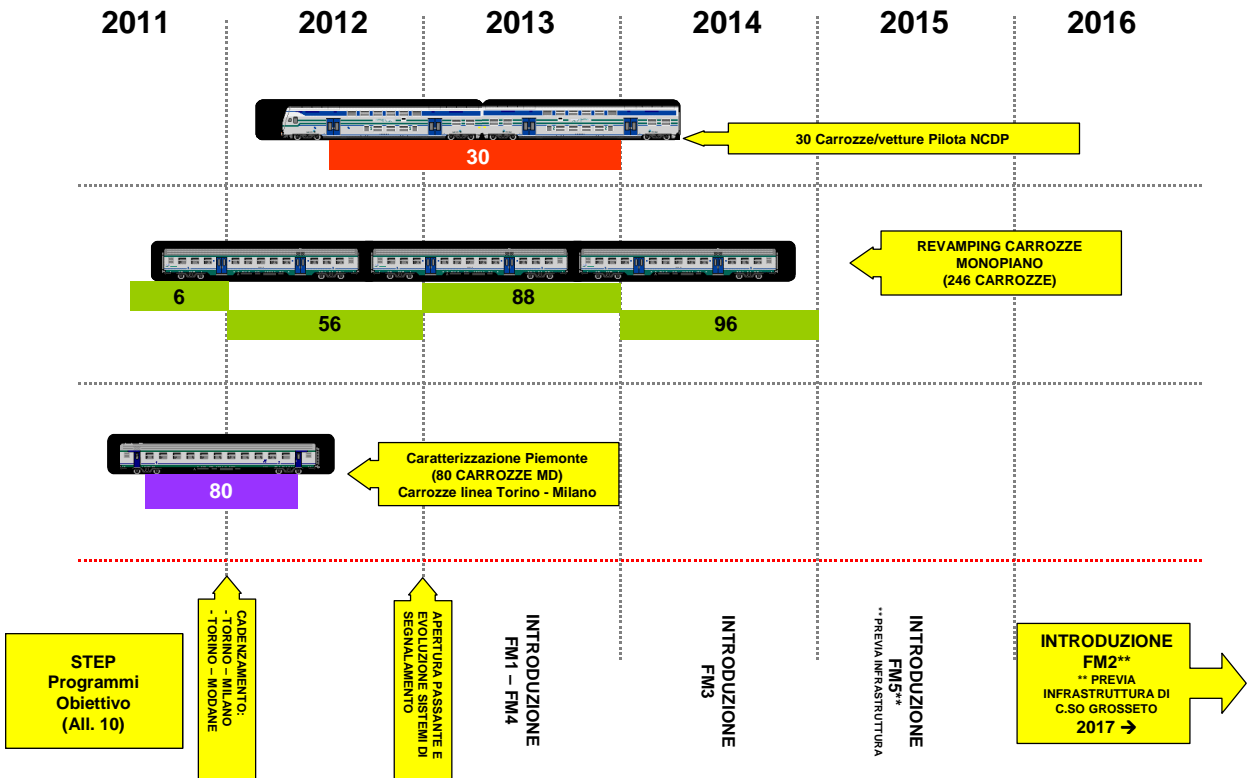 2011
2012
2013
2014
2015
2016
30 Carrozze/vetture Pilota NCDP
30
REVAMPING CARROZZE
MONOPIANO
(246 CARROZZE)
6
88
56
96
Caratterizzazione Piemonte
(80 CARROZZE MD)
Carrozze linea Torino - Milano
80
STEP
Programmi
Obiettivo
(All. 10)
CADENZAMENTO:
- TORINO – MILANO
- TORINO – MODANE
APERTURA PASSANTE E
EVOLUZIONE SISTEMI DI
SEGNALAMENTO
INTRODUZIONE
FM1 – FM4
INTRODUZIONE
FM3
INTRODUZIONE
FM5**
**PREVIA INFRASTRUTTURA
INTRODUZIONE
FM2**
** PREVIA
INFRASTRUTTURA DI
C.SO GROSSETO
2017 →